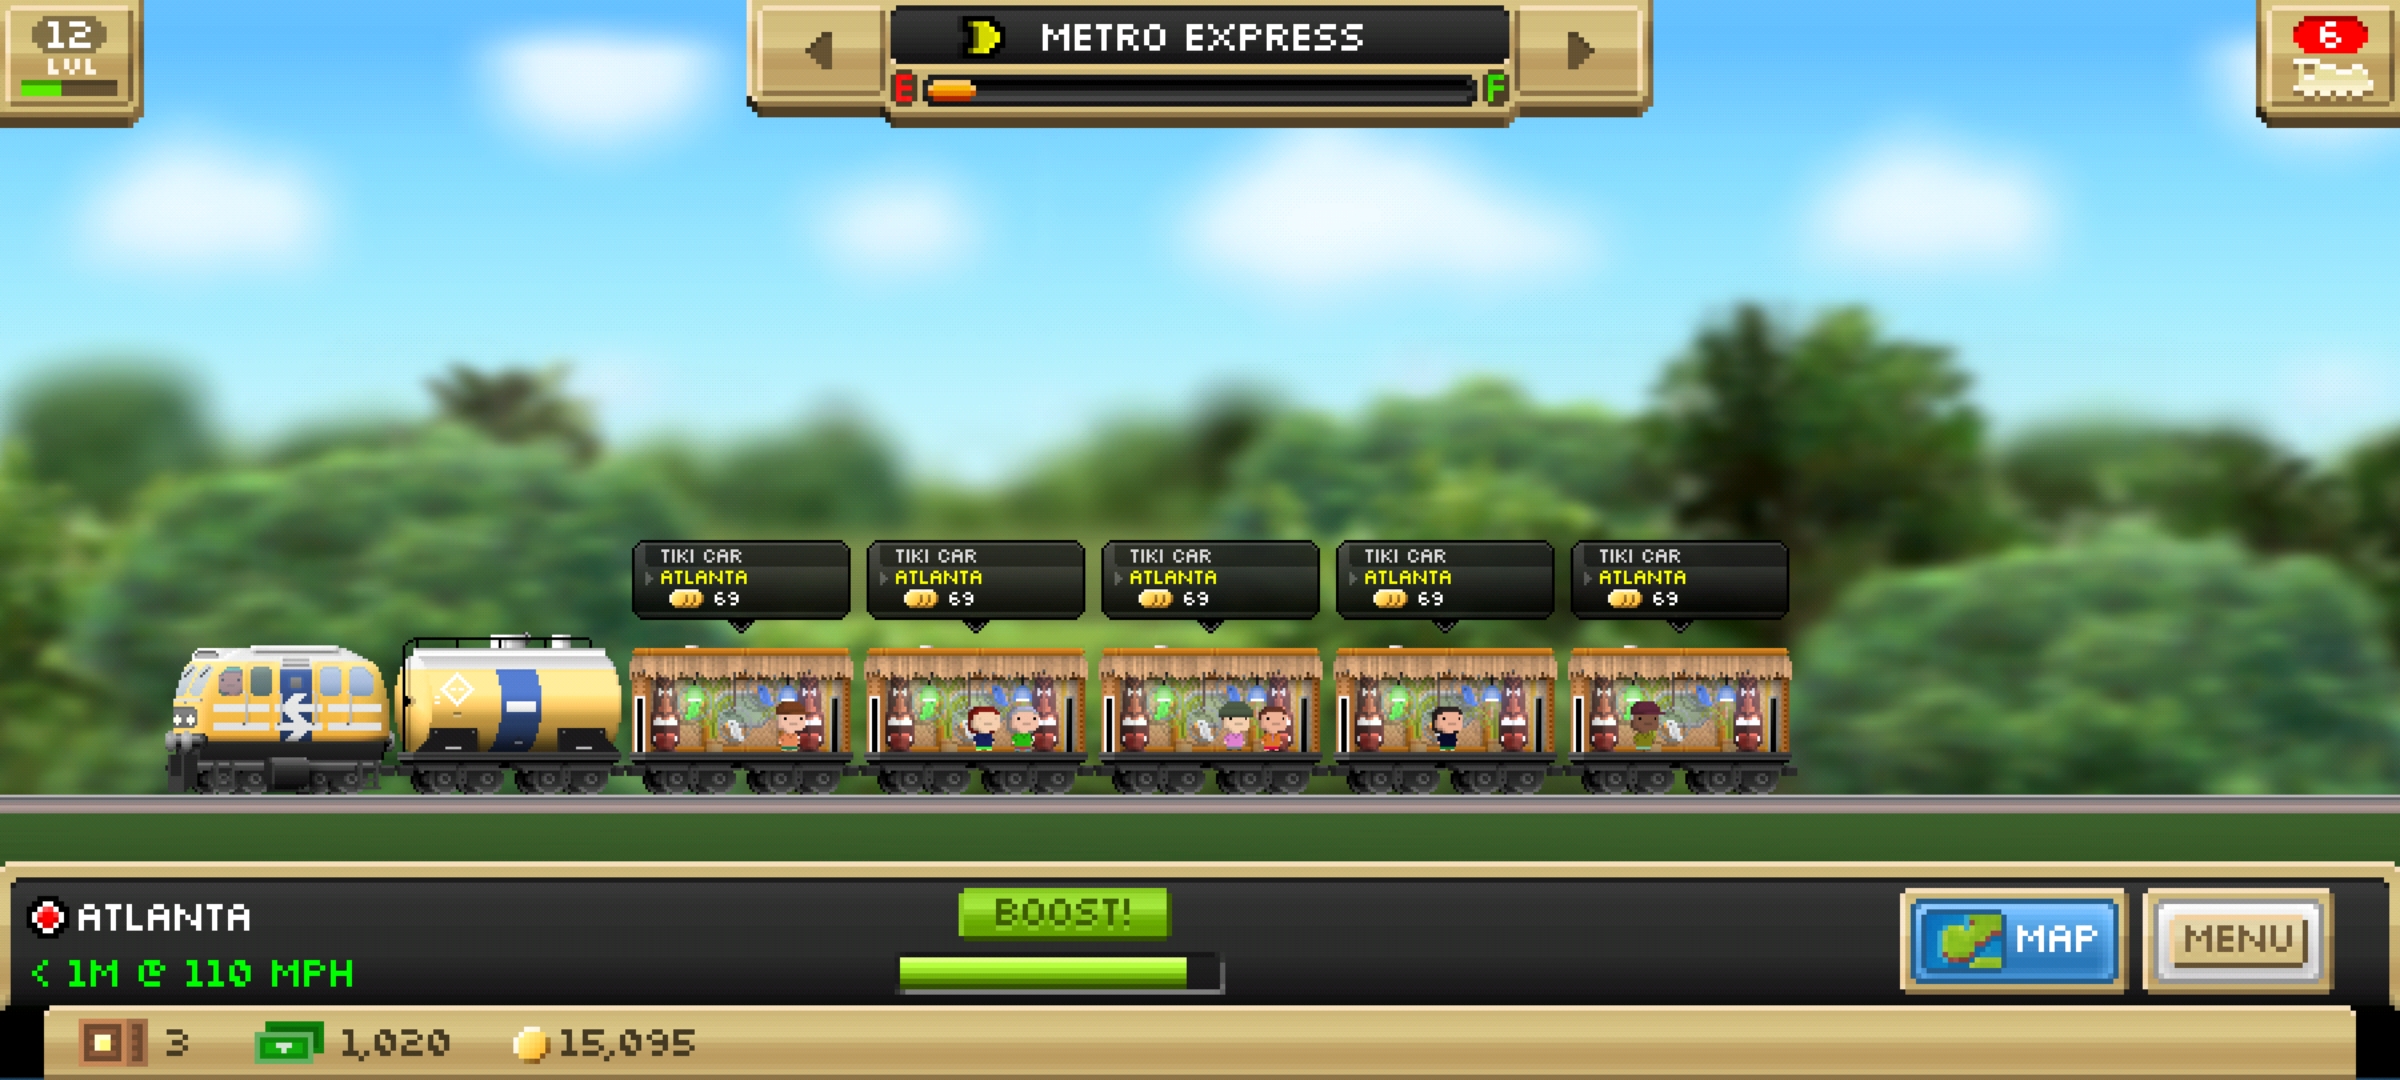 12
LVL
METRO EXPRESS
E F
6
TIKI CAR
ATLANTA
69
TIKI CAR
ATLANTA
69
TIKI CAR
ATLANTA
69
TIKI CAR
ATLANTA
69
TIKI CAR
ATLANTA
69
ATLANTA
< 1M @ 110 MPH
BOOST!
MAP
MENU
3
1,020
15,095